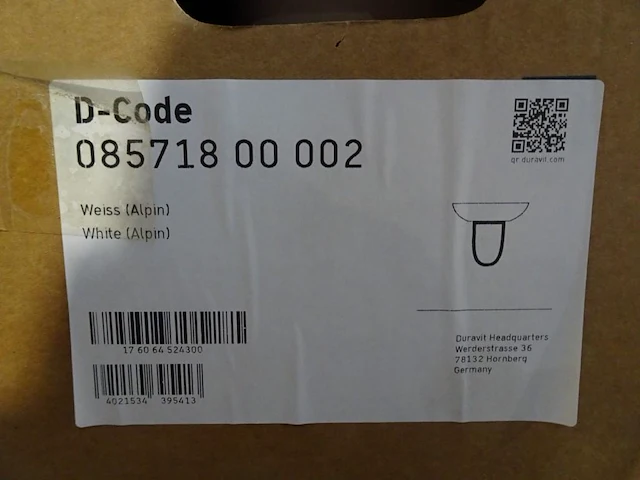 D-Code
085718 00 002
qr.duravit.com
Weiss (Alpin)
White (Alpin)
17 60 64 524300
4021534 395413
Duravit Headquarters
Werderstrasse 36
78132 Hornberg
Germany